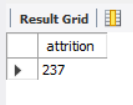 Result Grid
attrition
237